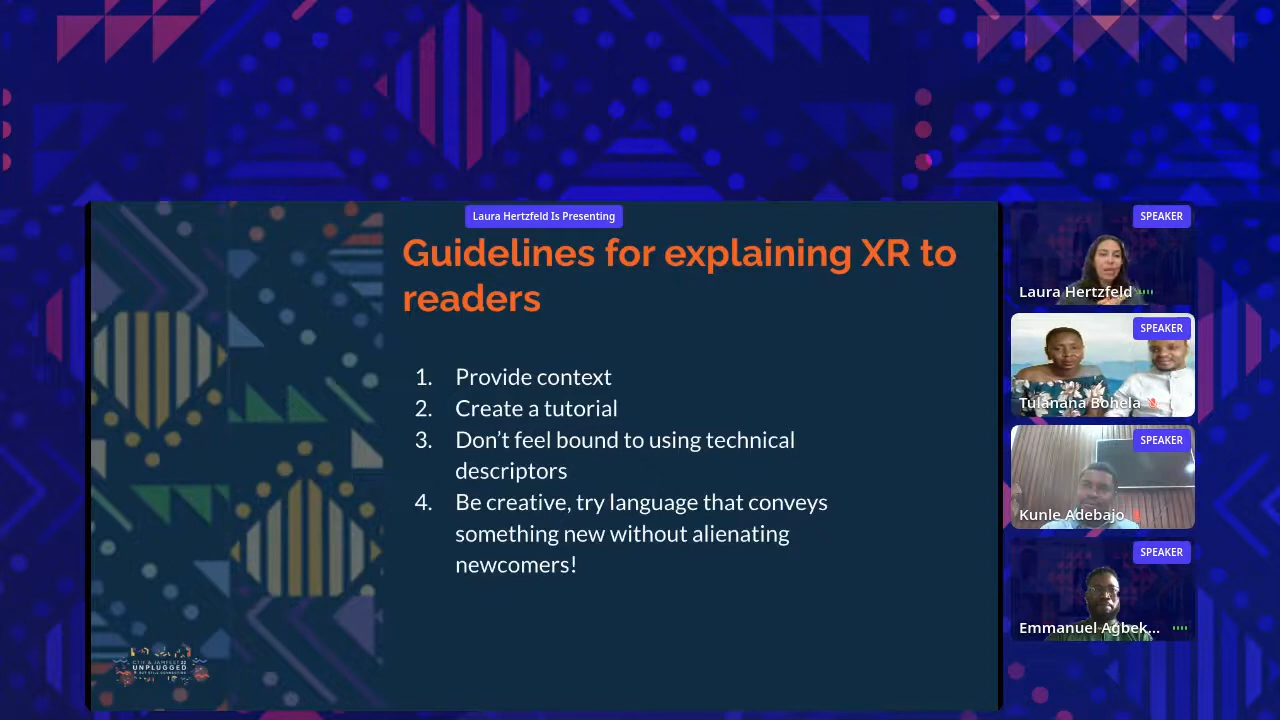 Laura Hertzfeld Is Presenting
Guidelines for explaining XR to
readers
1. Provide context
2. Create a tutorial
3. Don't feel bound to using technical
descriptors
4. Be creative, try language that conveys
something new without alienating
newcomers!
UNPLUGGED
SPEAKER
Laura Hertzfeld
SPEAKER
Tulanana Bohela
SPEAKER
Kunle Adebajo
SPEAKER
Emmanuel Agbek...